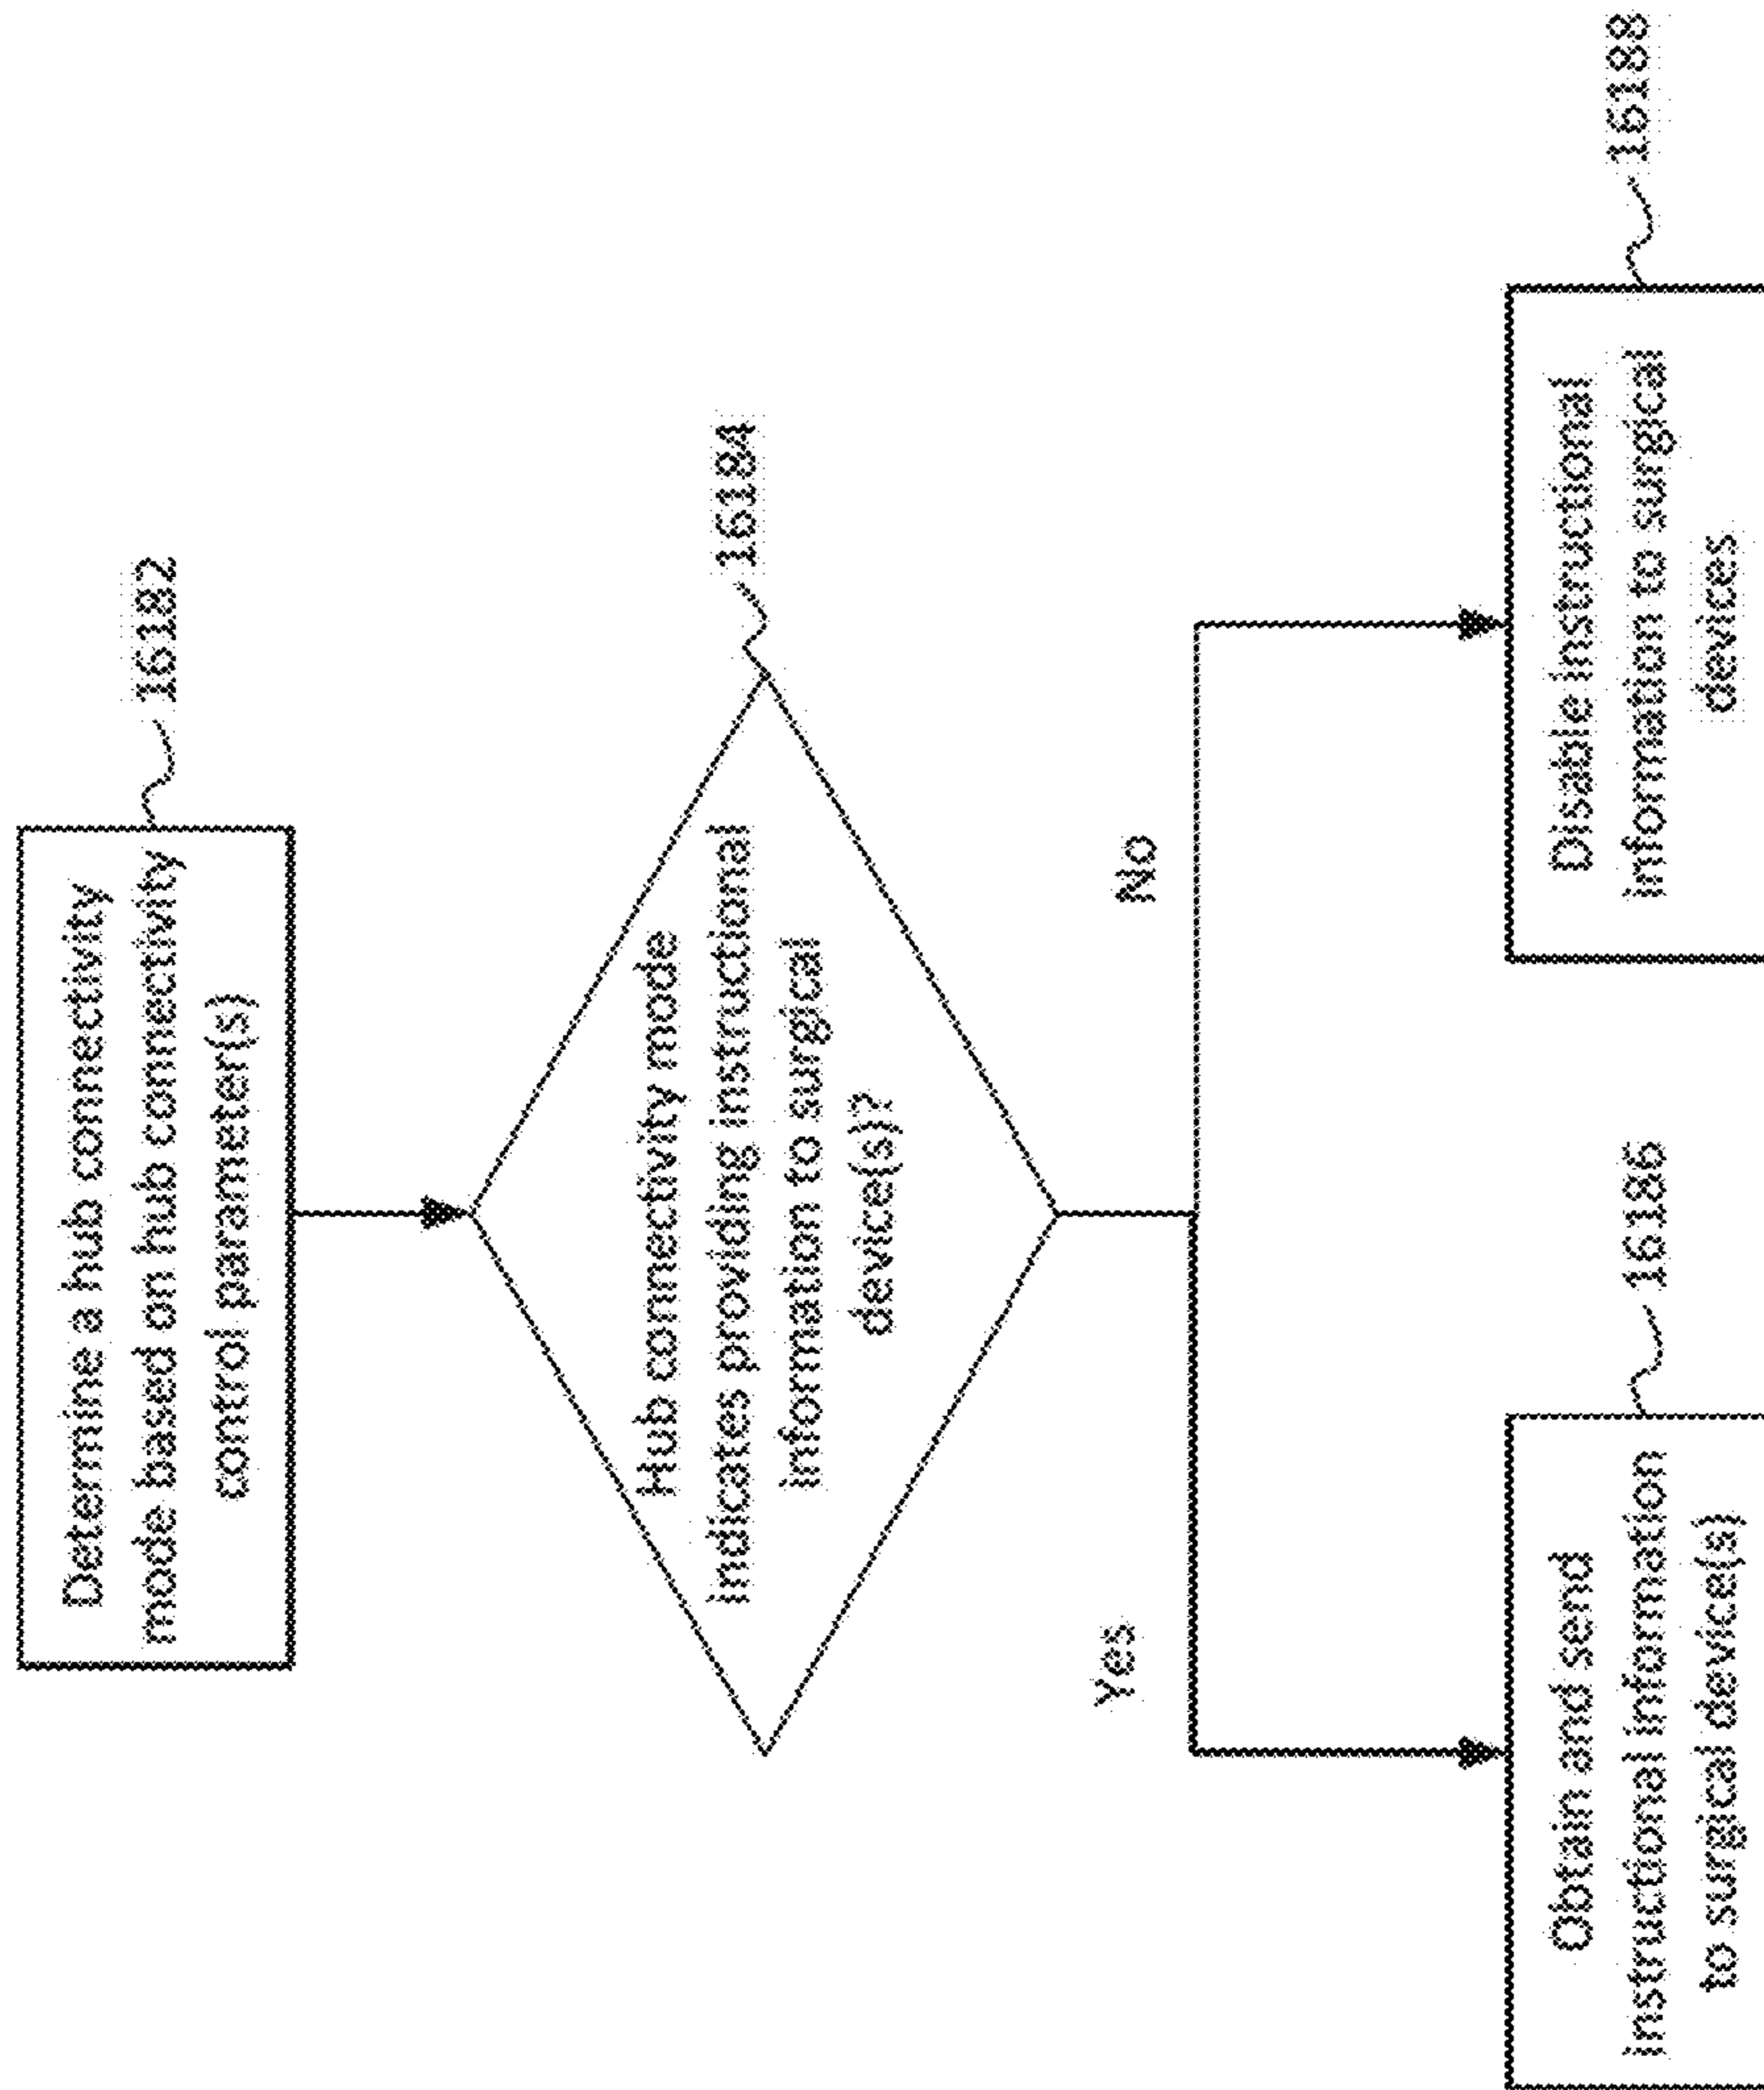 Determine a hub connectivity
mode based on hub connectivity
control parameter(s)
16182
Hub connectivity mode
indicates providing instructional
information to surgical
device(s)?
16184
Yes
No
Obtain and send
instructional information
to surgical device(s)
16186
Disable instructional
information to surgical
devices
16188